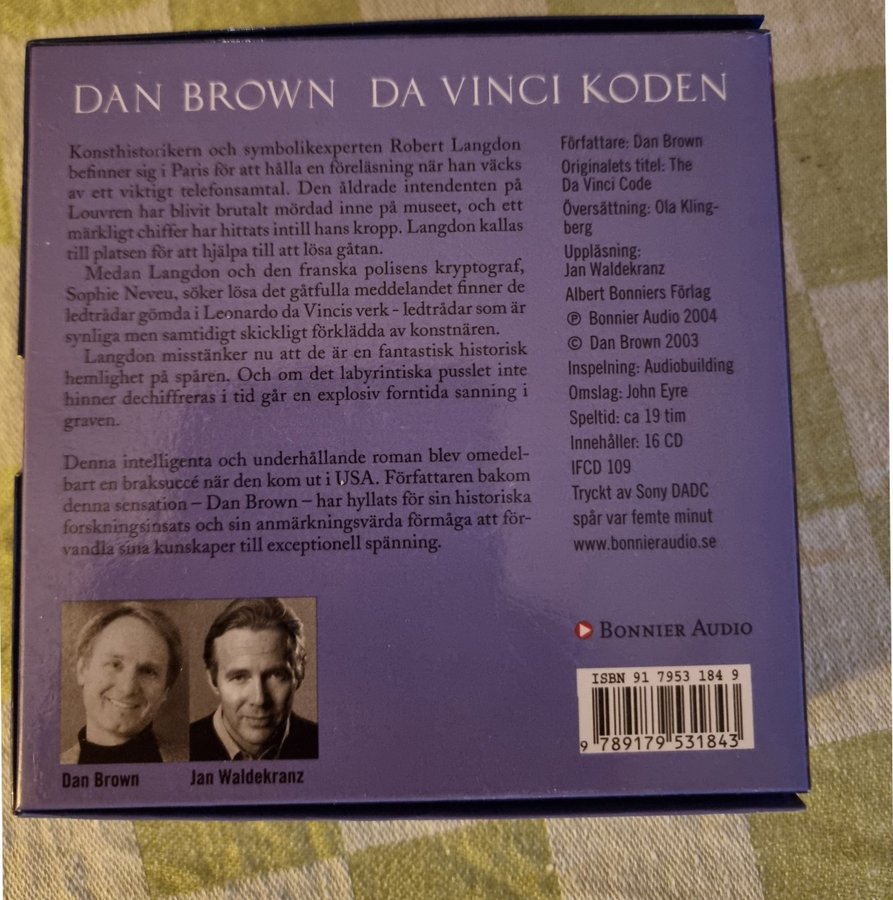 DAN BROWN DA VINCI KODEN
Konsthistorikern och symbolikexperten Robert Langdon
befinner sig i Paris för att hålla en föreläsning när han väcks
av ett viktigt telefonsamtal. Den åldrade intendenten på
Louvren har blivit brutalt mördad inne på museet, och ett
märkligt chiffer har hittats intill hans kropp. Langdon kallas
till platsen för att hjälpa till att lösa gåtan.
Medan Langdon och den franska polisens kryptograf,
Sophie Neveu, söker lösa det gåtfulla meddelandet finner de
ledtrådar gömda i Leonardo da Vincis verk - ledtrådar som är
synliga men samtidigt skickligt förklädda av konstnären.
Langdon misstänker nu att de är en fantastisk historisk
hemlighet på spåren. Och om det labyrintiska pusslet inte
hinner dechiffreras i tid går en explosiv forntida sanning i
graven.
Denna intelligenta och underhållande roman blev omedel-
bart en braksuccé när den kom ut i USA. Författaren bakom
denna sensation – Dan Brown – har hyllats för sin historiska
forskningsinsats och sin anmärkningsvärda förmåga att för-
vandla sina kunskaper till exceptionell spänning.
Författare: Dan Brown
Originalets titel: The
Da Vinci Code
Översättning: Ola Kling-
berg
Uppläsning:
Jan Waldekranz
Albert Bonniers Förlag
℗ Bonnier Audio 2004
© Dan Brown 2003
Inspelning: Audiobuilding
Omslag: John Eyre
Speltid: ca 19 tim
Innehåller: 16 CD
IFCD 109
Tryckt av Sony DADC
spår var femte minut
www.bonnieraudio.se
BONNIER AUDIO
ISBN 91 7953 184 9
9 789179 531843
Dan Brown
Jan Waldekranz